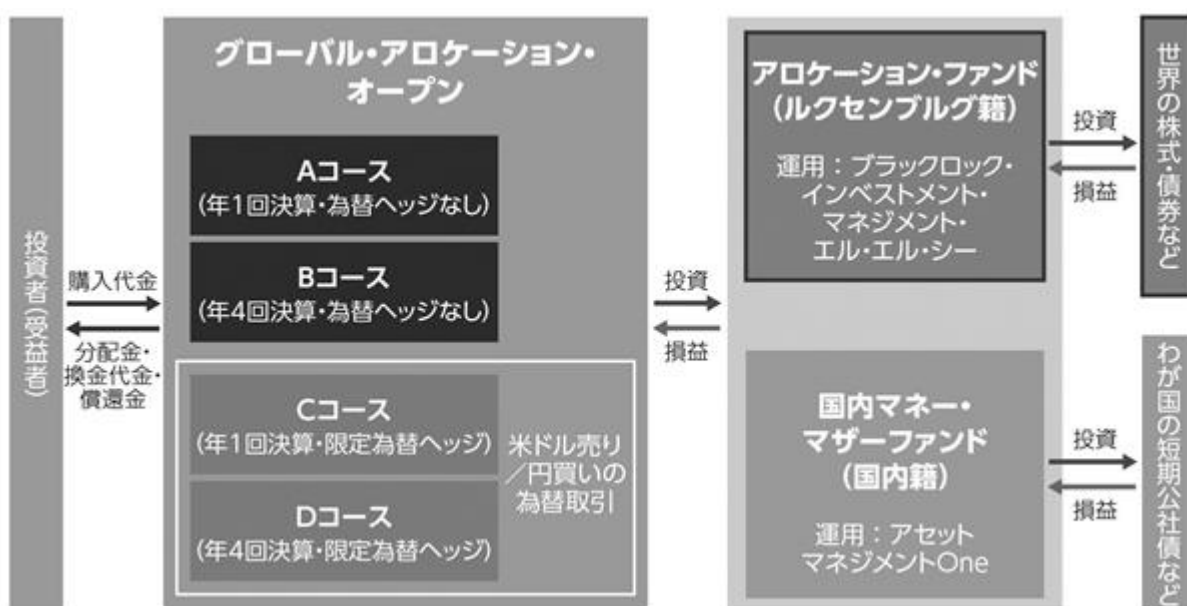 投資者(受益者)
購入代金
分配金・
換金代金・
償還金
グローバル・アロケーション・
オープン
Aコース
(年1回決算・為替ヘッジなし)
Bコース
(年4回決算・為替ヘッジなし)
Cコース
(年1回決算・限定為替ヘッジ)
Dコース
(年4回決算・限定為替ヘッジ)
米ドル売り
/円買いの
為替取引
投資
損益
アロケーション・ファンド
(ルクセンブルグ籍)
運用:ブラックロック・
インベストメント・
マネジメント・
エル・エル・シー
投資
損益
世界の株式・債券など
国内マネー・
マザーファンド
(国内籍)
運用:アセット
マネジメントOne
投資
損益
わが国の短期公社債など